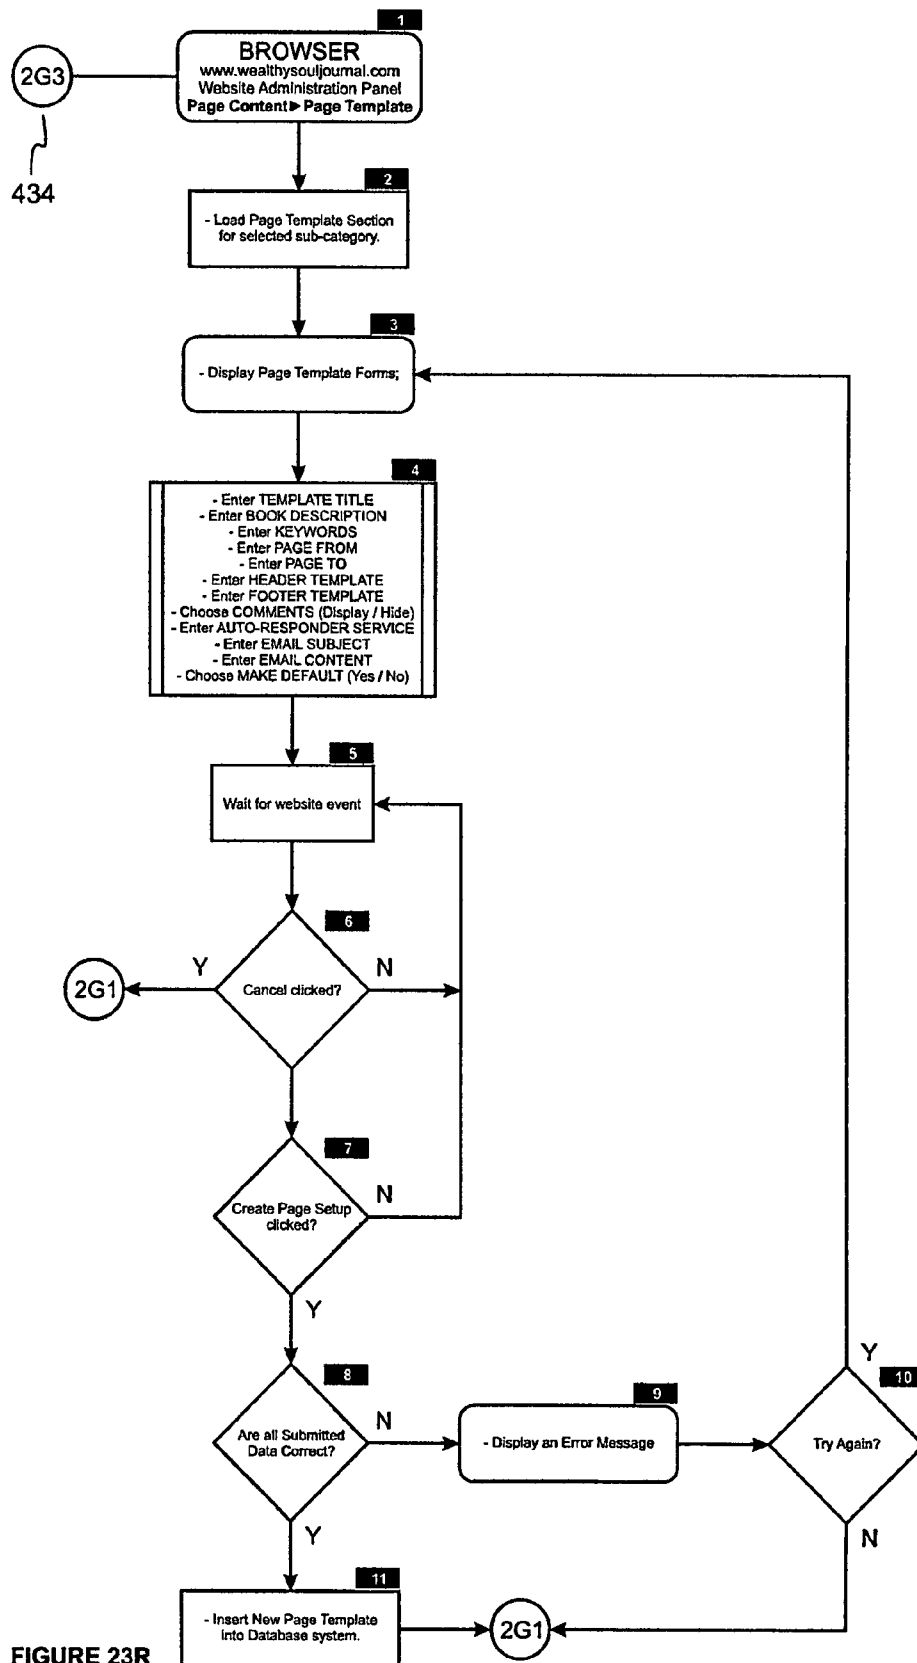 1
BROWSER
www.wealthysouljournal.com
Website Administration Panel
Page Content ▶ Page Template
2G3
434
2
- Load Page Template Section
for selected sub-category.
3
- Display Page Template Forms;
4
- Enter TEMPLATE TITLE
- Enter BOOK DESCRIPTION
- Enter KEYWORDS
- Enter PAGE FROM
- Enter PAGE TO
- Enter HEADER TEMPLATE
- Enter FOOTER TEMPLATE
- Choose COMMENTS (Display / Hide)
- Enter AUTO-RESPONDER SERVICE
- Enter EMAIL SUBJECT
- Enter EMAIL CONTENT
- Choose MAKE DEFAULT (Yes / No)
5
Wait for website event
6
Y
N
2G1
Cancel clicked?
7
N
Create Page Setup
clicked?
Y
8
N
Are all Submitted
Data Correct?
Y
9
- Display an Error Message
Y
10
Try Again?
N
11
- Insert New Page Template
into Database system.
2G1
FIGURE 23R